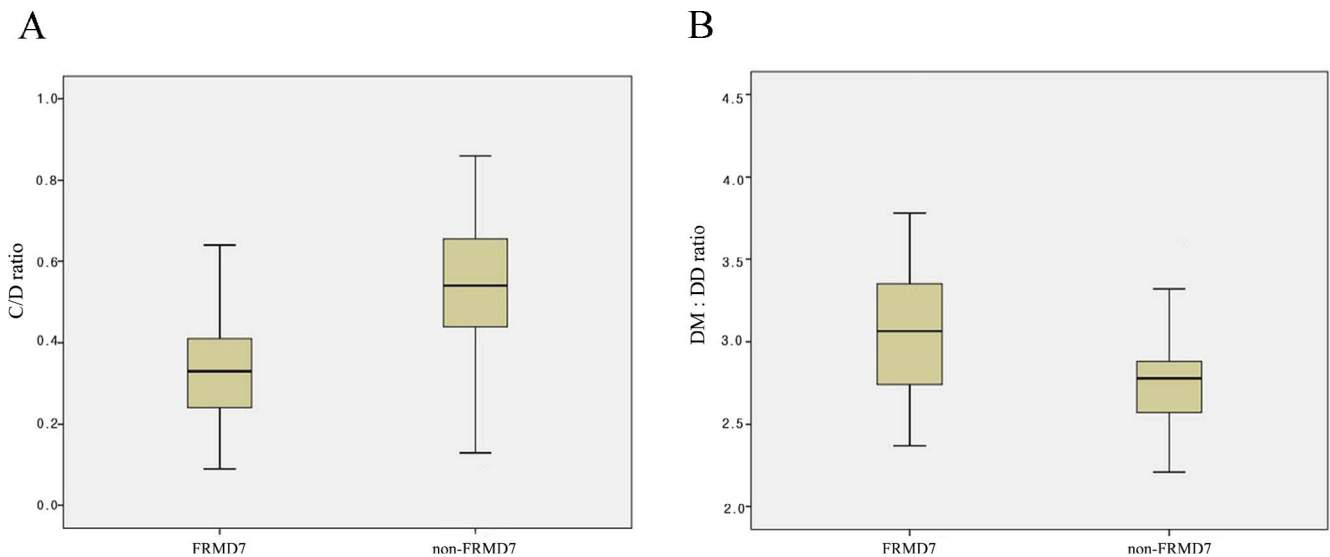 A
1.0
0.8
0.6
0.4
0.2
0.0
C/D ratio
FRMD7
non-FRMD7
B
4.5
4.0
3.5
3.0
2.5
2.0
DM : DD ratio
FRMD7
non-FRMD7